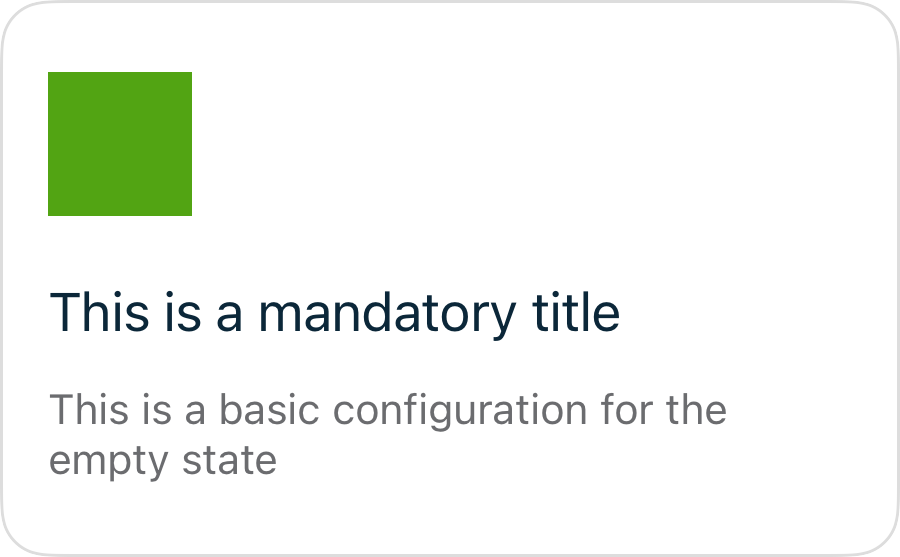 This is a mandatory title
This is a basic configuration for the
empty state